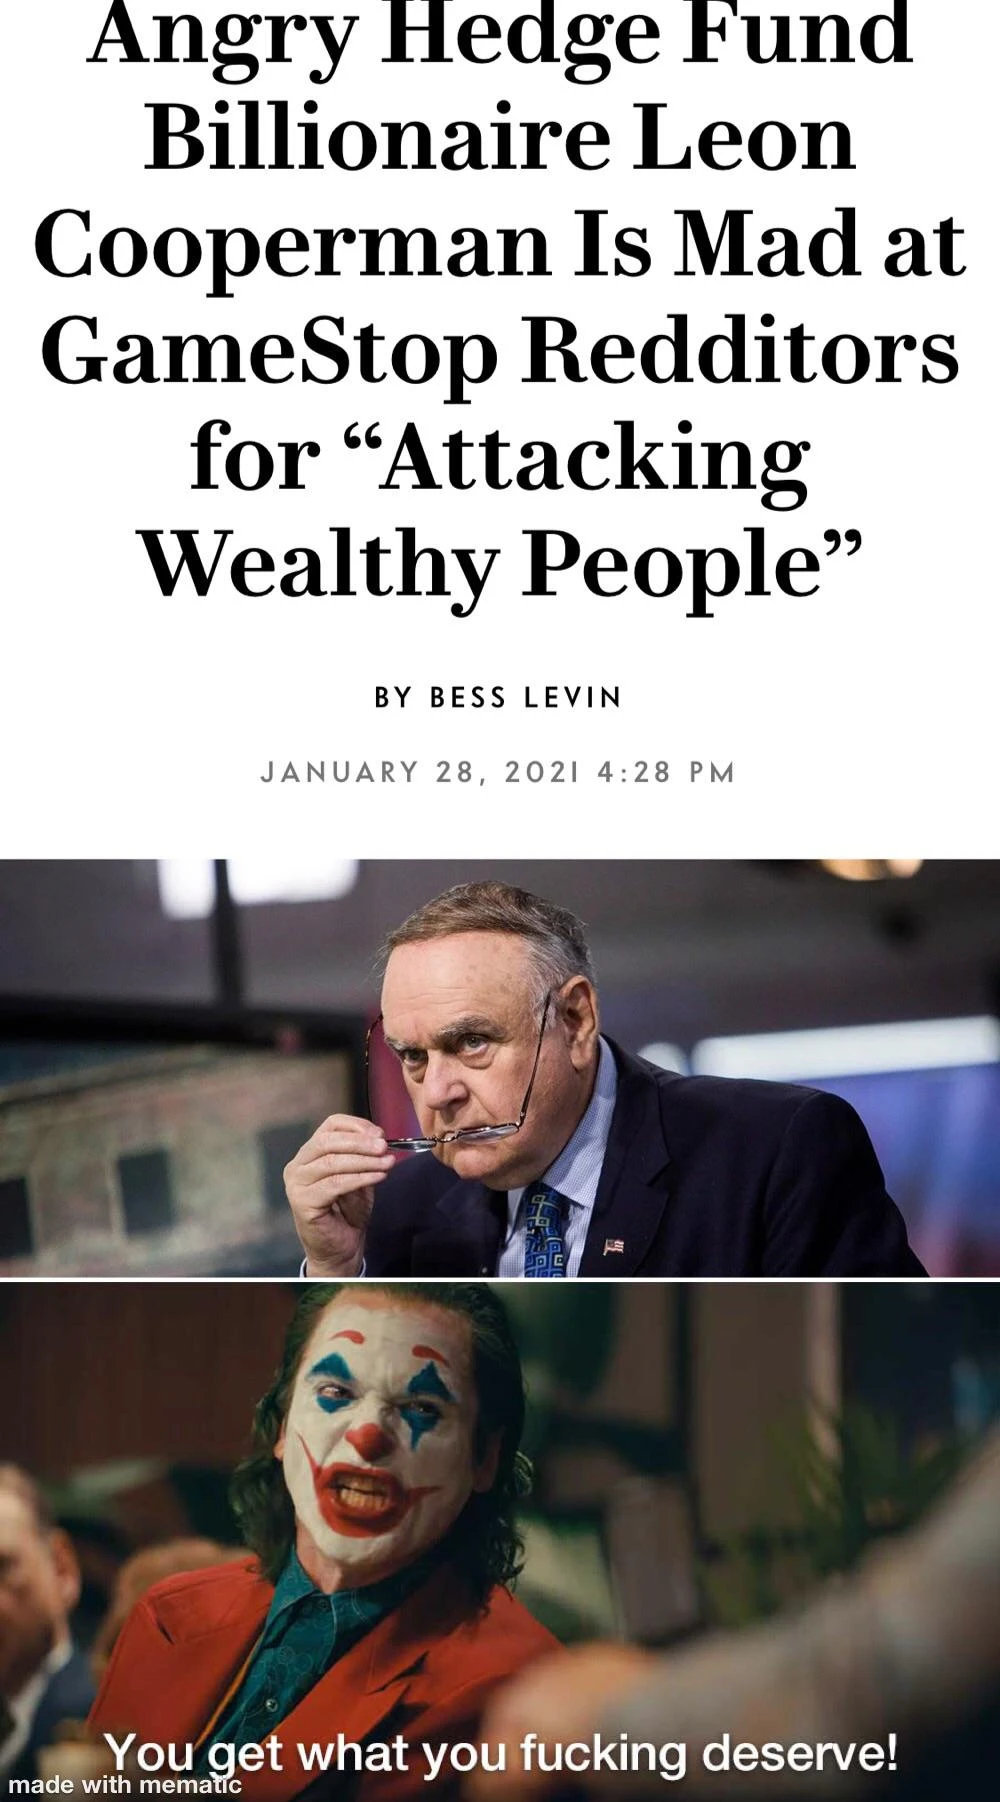 Angry Hedge Fund
Billionaire Leon
Cooperman Is Mad at
GameStop Redditors
for “Attacking
Wealthy People”
BY BESS LEVIN
JANUARY 28, 2021 4:28 PM
You get what you fucking deserve!
made with mematic